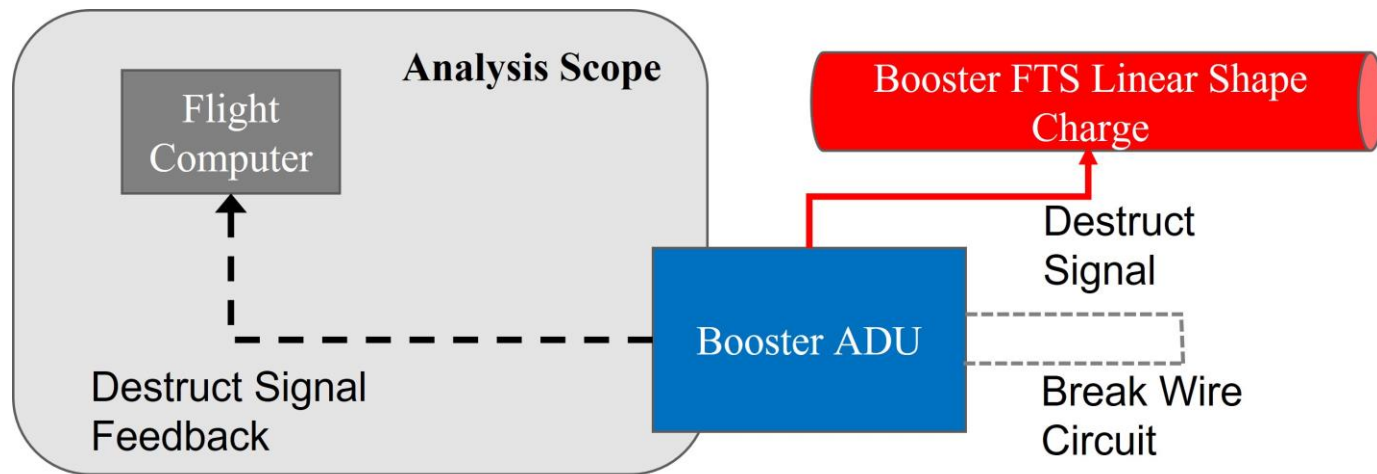 Analysis Scope
Flight
Computer
Booster FTS Linear Shape
Charge
Destruct
Signal
Booster ADU
Destruct Signal
Feedback
Break Wire
Circuit